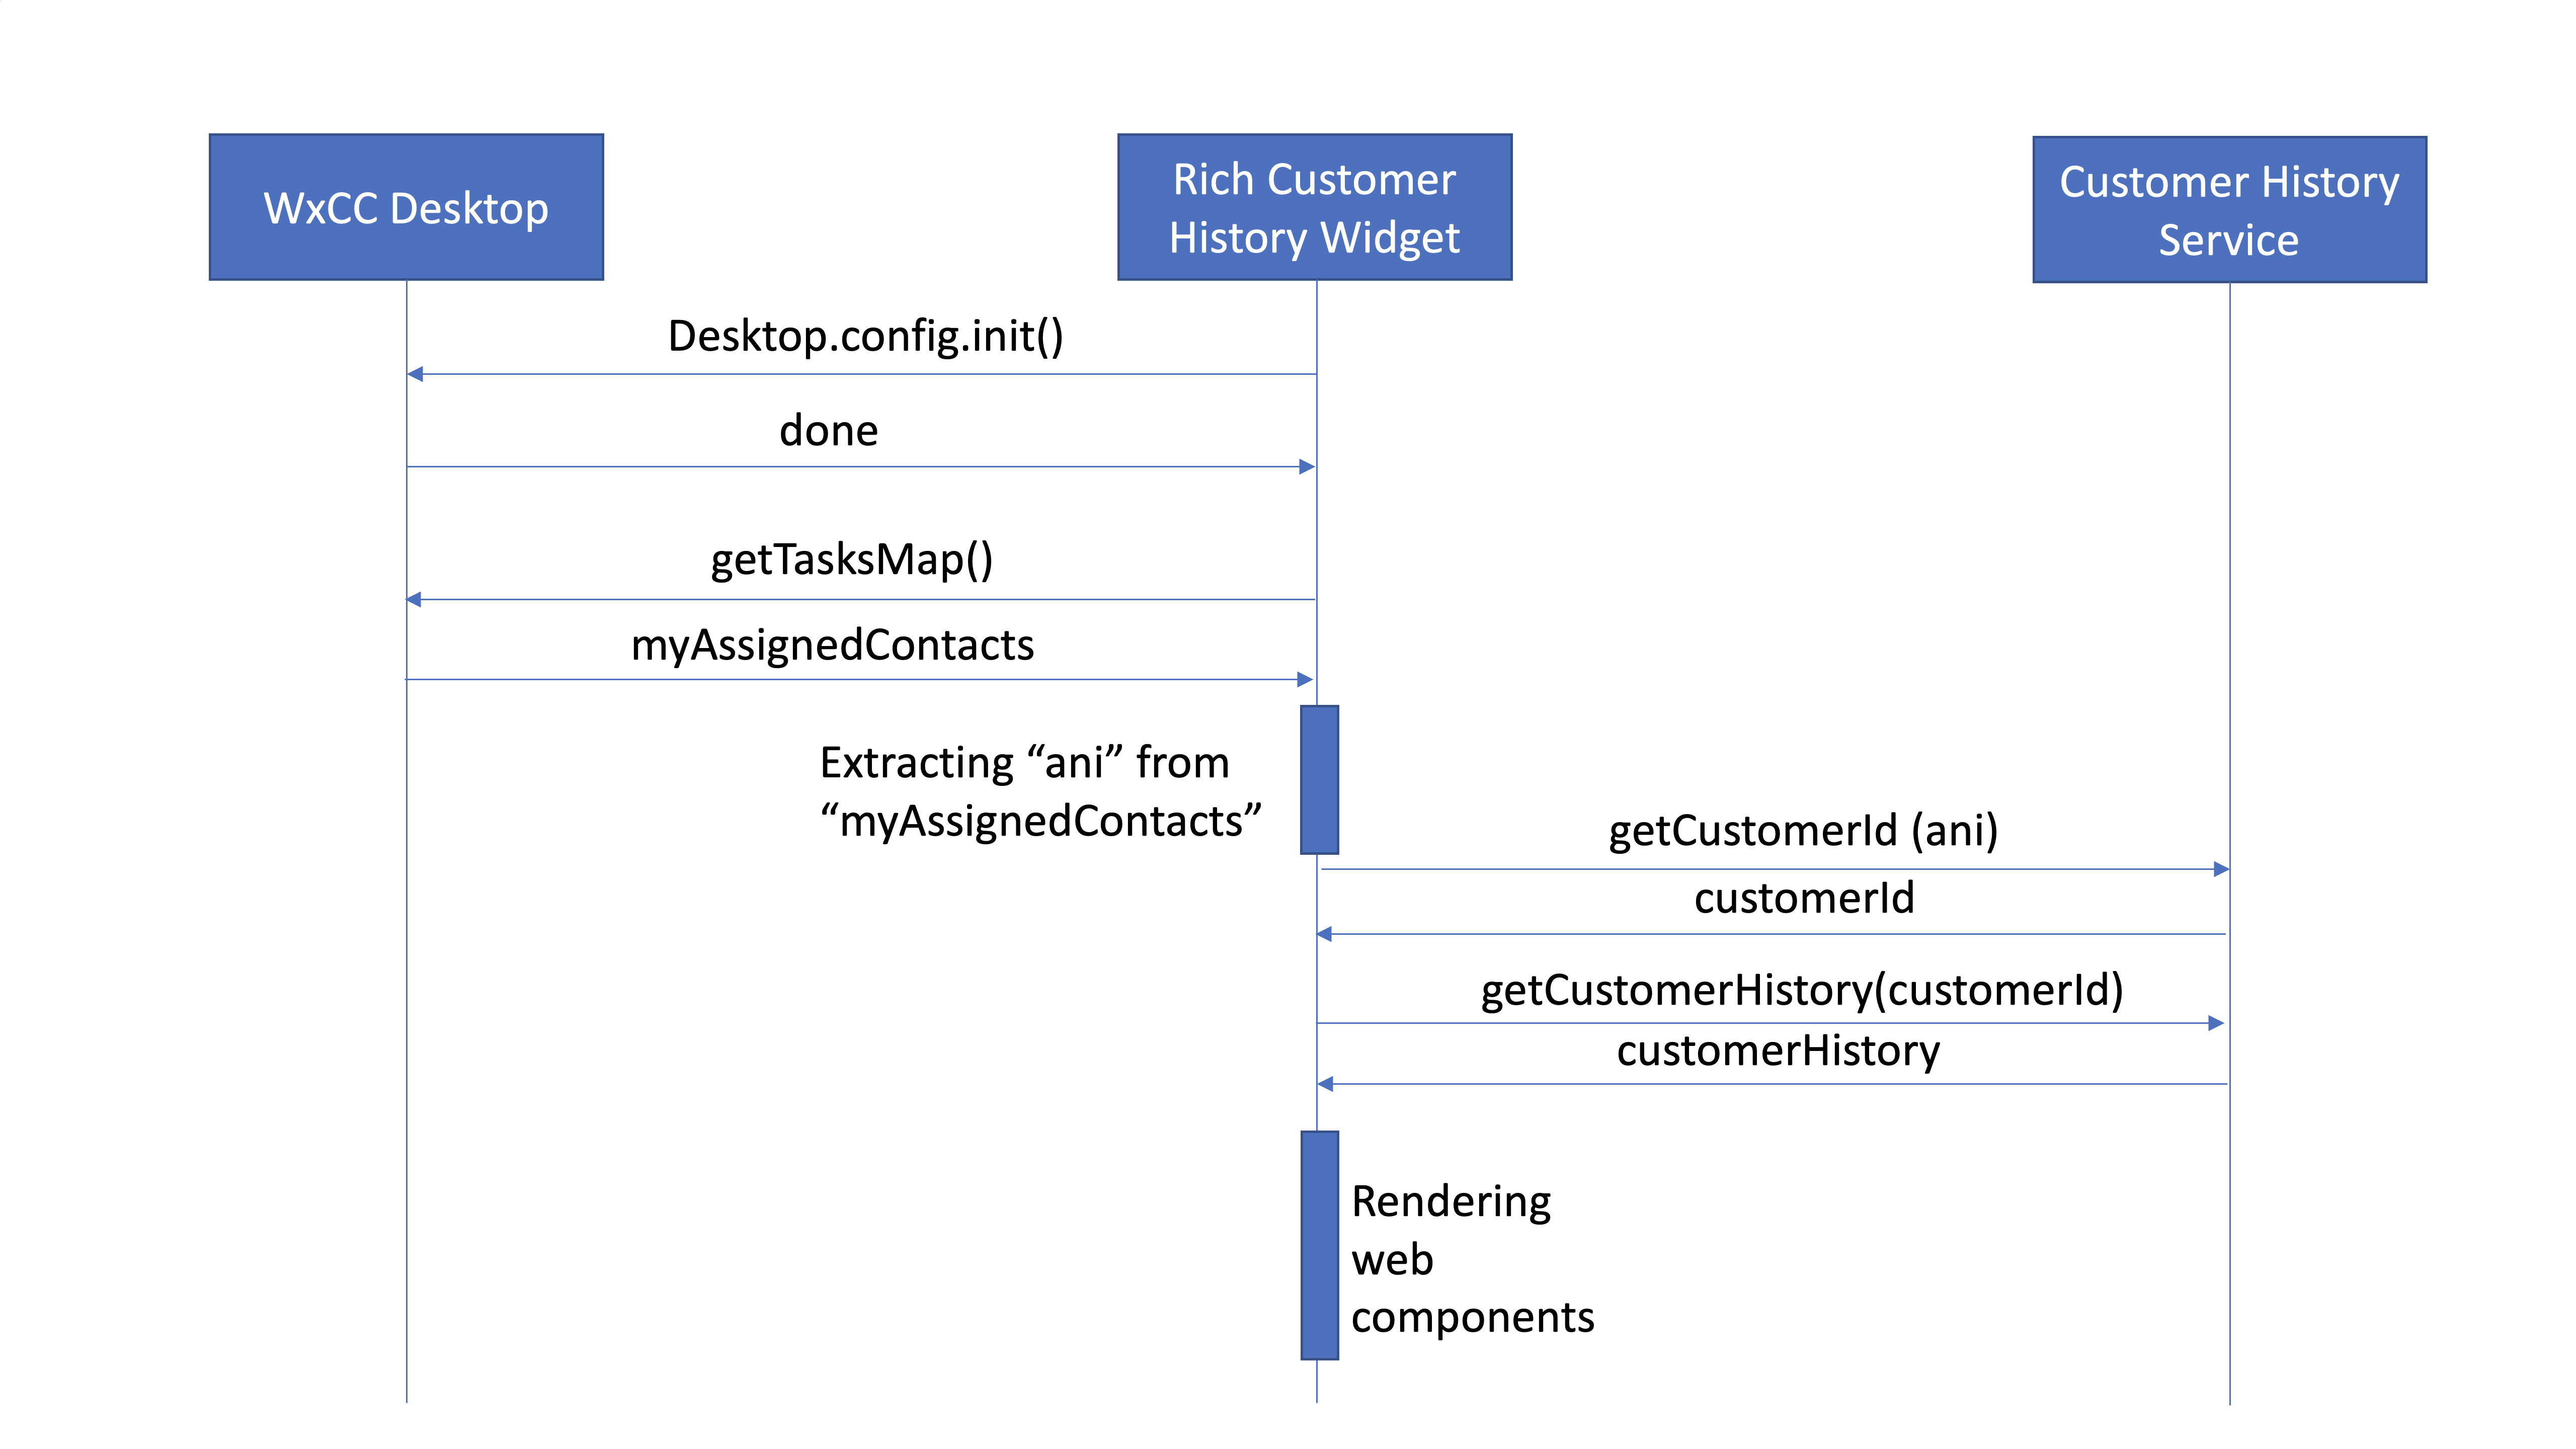 WxCC Desktop
Rich Customer
History Widget
Customer History
Service
Desktop.config.init()
done
getTasksMap()
myAssignedContacts
Extracting “ani” from
“myAssignedContacts”
getCustomerId (ani)
customerId
getCustomerHistory(customerId)
customerHistory
Rendering
web
components